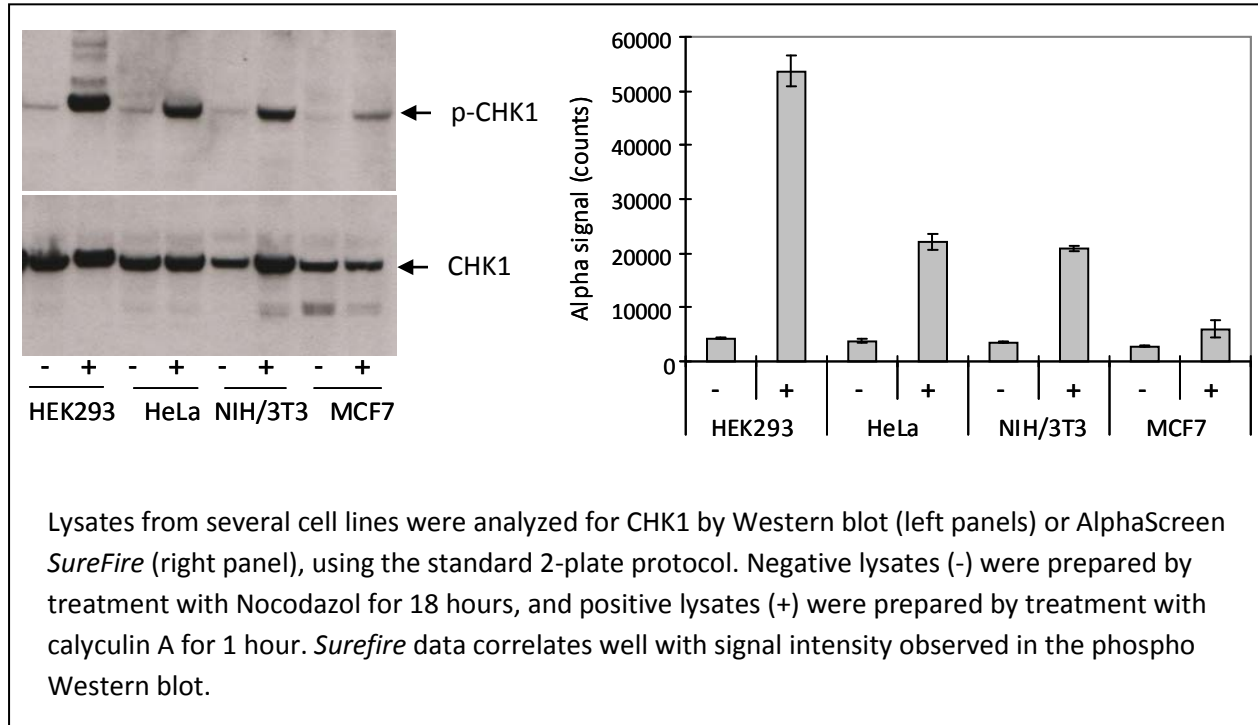 p-CHK1
CHK1
- + - + - + - +
HEK293 HeLa NIH/3T3 MCF7
Alpha signal (counts)
60000
50000
40000
30000
20000
10000
0
- + - + - + - +
HEK293 HeLa NIH/3T3 MCF7
Lysates from several cell lines were analyzed for CHK1 by Western blot (left panels) or AlphaScreen
SureFire (right panel), using the standard 2-plate protocol. Negative lysates (-) were prepared by
treatment with Nocodazol for 18 hours, and positive lysates (+) were prepared by treatment with
calyculin A for 1 hour. Surefire data correlates well with signal intensity observed in the phospho
Western blot.